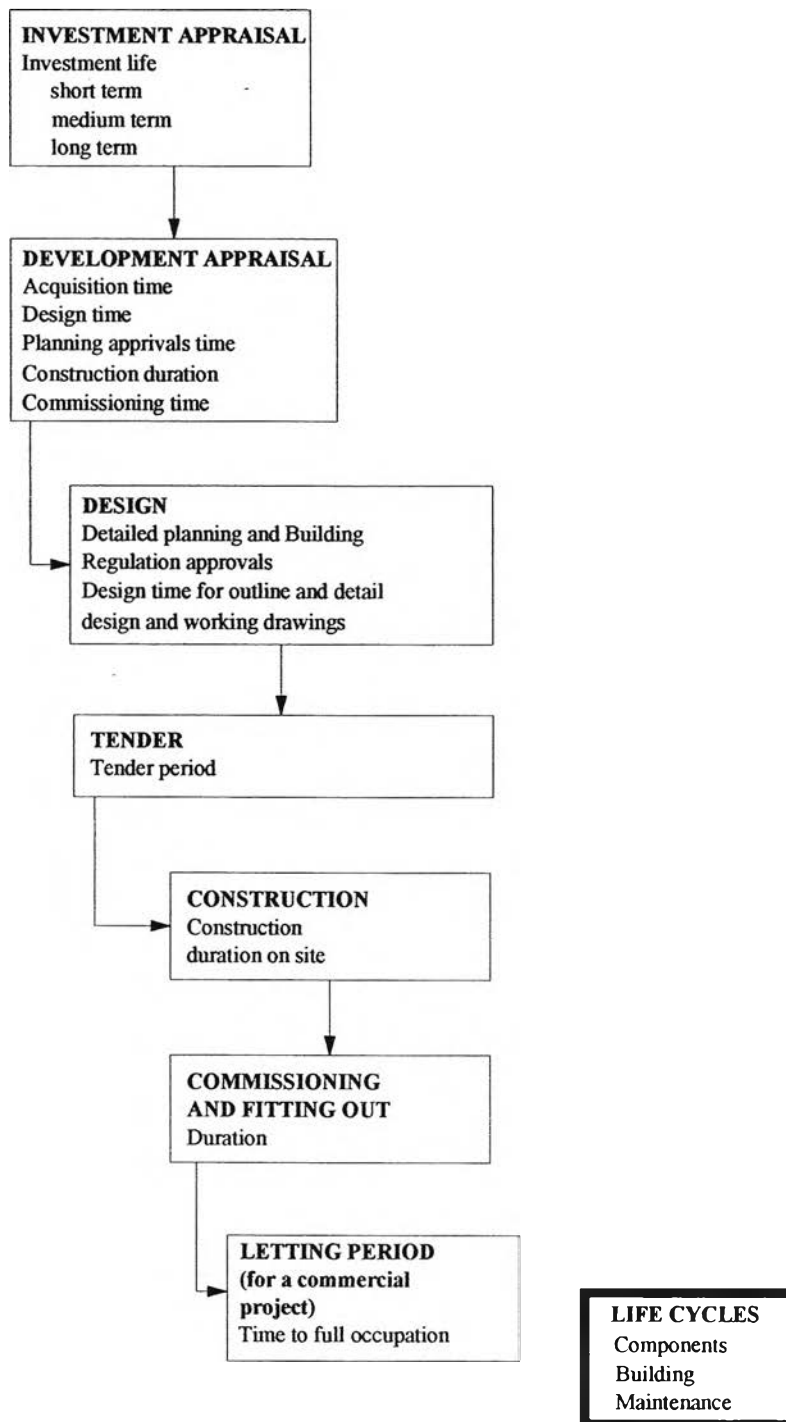 INVESTMENT APPRAISAL
Investment life
short term
medium term
long term
DEVELOPMENT APPRAISAL
Acquisition time
Design time
Planning apprivals time
Construction duration
Commissioning time
DESIGN
Detailed planning and Building
Regulation approvals
Design time for outline and detail
design and working drawings
TENDER
Tender period
CONSTRUCTION
Construction
duration on site
COMMISSIONING
AND FITTING OUT
Duration
LETTING PERIOD
(for a commercial
project)
Time to full occupation
LIFE CYCLES
Components
Building
Maintenance